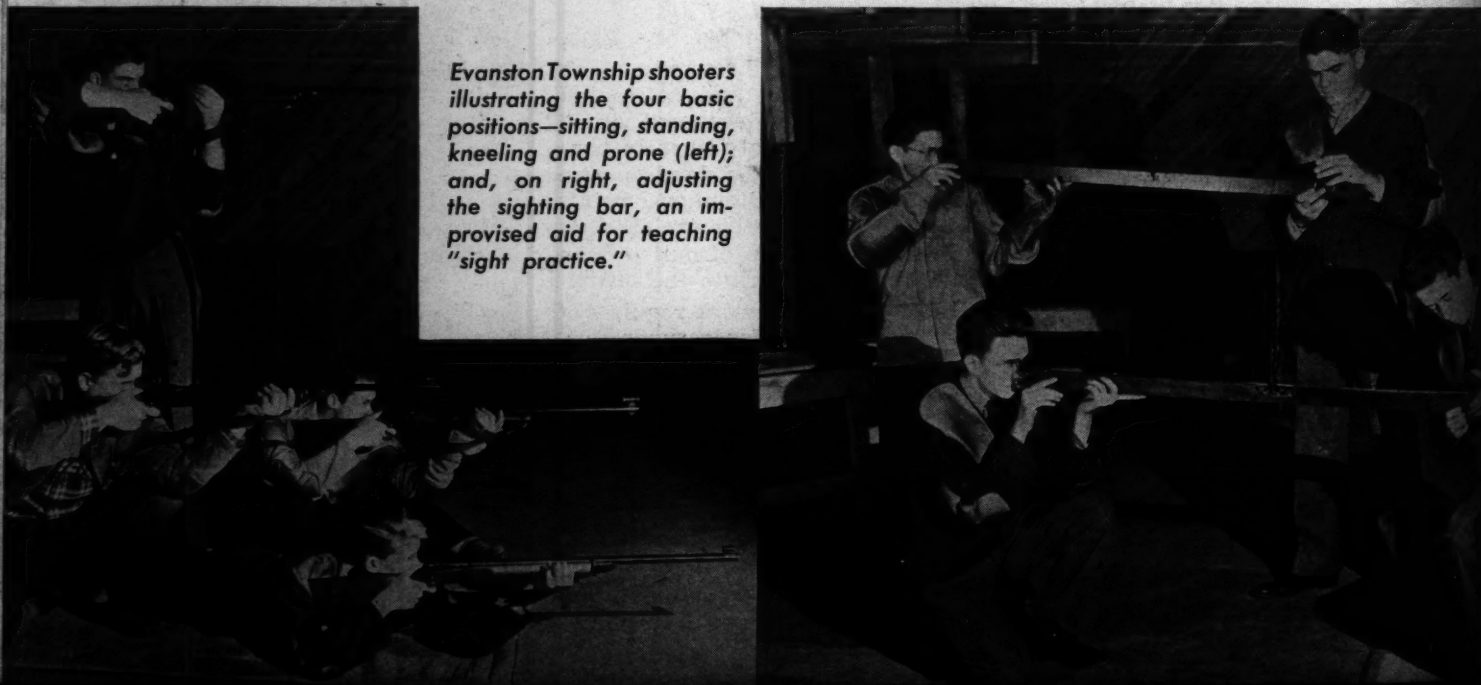 Evanston Township shooters
illustrating the four basic
positions—sitting, standing,
kneeling and prone (left);
and, on right, adjusting
the sighting bar, an im-
provised aid for teaching
"sight practice."